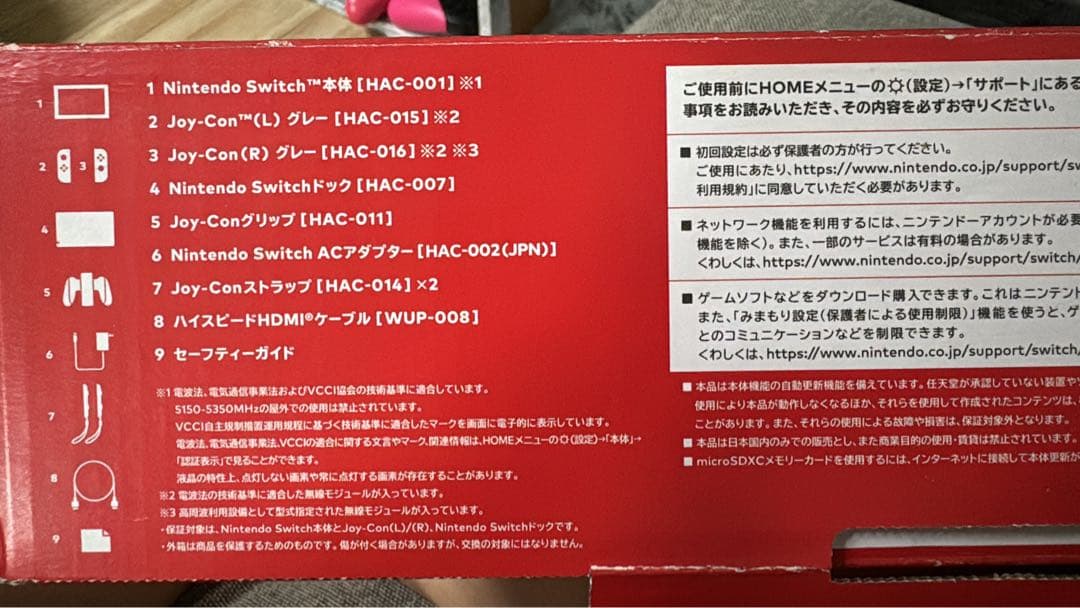 1 Nintendo Switch™本体 [HAC-001] ※1
2 Joy-Con™(L) グレー [HAC-015] ※2
3 Joy-Con(R) グレー [HAC-016] ※2 ※3
4 Nintendo Switchドック [HAC-007]
5 Joy-Conグリップ [HAC-011]
6 Nintendo Switch ACアダプター [HAC-002(JPN)]
7 Joy-Conストラップ [HAC-014] ×2
8 ハイスピードHDMI®ケーブル [WUP-008]
9 セーフティーガイド
1
2 3
4
5
6
7
8
9
※1 電波法、電気通信事業法およびVCCI協会の技術基準に適合しています。
5150-5350MHzの屋外での使用は禁止されています。
VCCI自主規制措置運用規程に基づく技術基準に適合したマークを画面に電子的に表示しています。
電波法、電気通信事業法、VCCIの適合に関する文言やマーク、関連情報は、HOMEメニューの(設定)→「本体」→
「認証表示」で見ることができます。
液晶の特性上、点灯しない画素や常に点灯する画素が存在することがあります。
※2 電波法の技術基準に適合した無線モジュールが入っています。
※3 高周波利用設備として型式指定された無線モジュールが入っています。
・保証対象は、Nintendo Switch本体とJoy-Con(L)/(R)、Nintendo Switchドックです。
・外箱は商品を保護するためのものです。傷が付く場合がありますが、交換の対象にはなりません。
ご使用前にHOMEメニューの(設定)→「サポート」にある
事項をお読みいただき、その内容を必ずお守りください。
■ 初回設定は必ず保護者の方が行ってください。
ご使用にあたり、https://www.nintendo.co.jp/support/sw
利用規約」に同意していただく必要があります。
■ ネットワーク機能を利用するには、ニンテンドーアカウントが必要
機能を除く)。また、一部のサービスは有料の場合があります。
くわしくは、https://www.nintendo.co.jp/support/switch/
■ ゲームソフトなどをダウンロード購入できます。これはニンテン
また、「みまもり設定(保護者による使用制限)」機能を使うと、ゲ
とのコミュニケーションなどを制限できます。
くわしくは、https://www.nintendo.co.jp/support/switch/
■ 本品は本体機能の自動更新機能を備えています。任天堂が承認していない装置や
使用により本品が動作しなくなるほか、それらを使用して作成されたコンテンツは、
ことがあります。また、それらの使用による故障や損害は、保証対象外となります。
■ 本品は日本国内のみでの販売とし、また商業目的の使用・賃貸は禁止されています。
■ microSDXCメモリーカードを使用するには、インターネットに接続して本体更新が